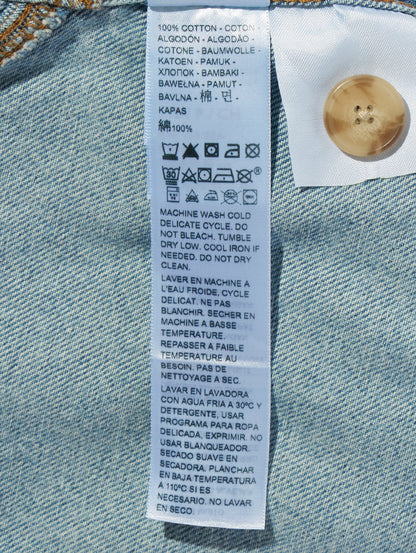 100% COTTON - COTON -
ALGODÓN - ALGODÃO -
COTONE - BAUMWOLLE -
KATOEN - PAMUK -
ХЛОПОК - BAMBAKI -
BAWEŁNA - PAMUT -
BAVLNA - 棉 - 면 -
KAPAS
綿100%
MACHINE WASH COLD
DELICATE CYCLE. DO
NOT BLEACH. TUMBLE
DRY LOW. COOL IRON IF
NEEDED. DO NOT DRY
CLEAN.
LAVER EN MACHINE A
L'EAU FROIDE, CYCLE
DELICAT. NE PAS
BLANCHIR. SECHER EN
MACHINE A BASSE
TEMPERATURE.
REPASSER A FAIBLE
TEMPERATURE AU
BESOIN. PAS DE
NETTOYAGE A SEC.
LAVAR EN LAVADORA
CON AGUA FRIA A 30ºC Y
DETERGENTE, USAR
PROGRAMA PARA ROPA
DELICADA, EXPRIMIR. NO
USAR BLANQUEADOR.
SECADO SUAVE EN
SECADORA. PLANCHAR
EN BAJA TEMPERATURA
A 110ºC SI ES
NECESARIO. NO LAVAR
EN SECO.